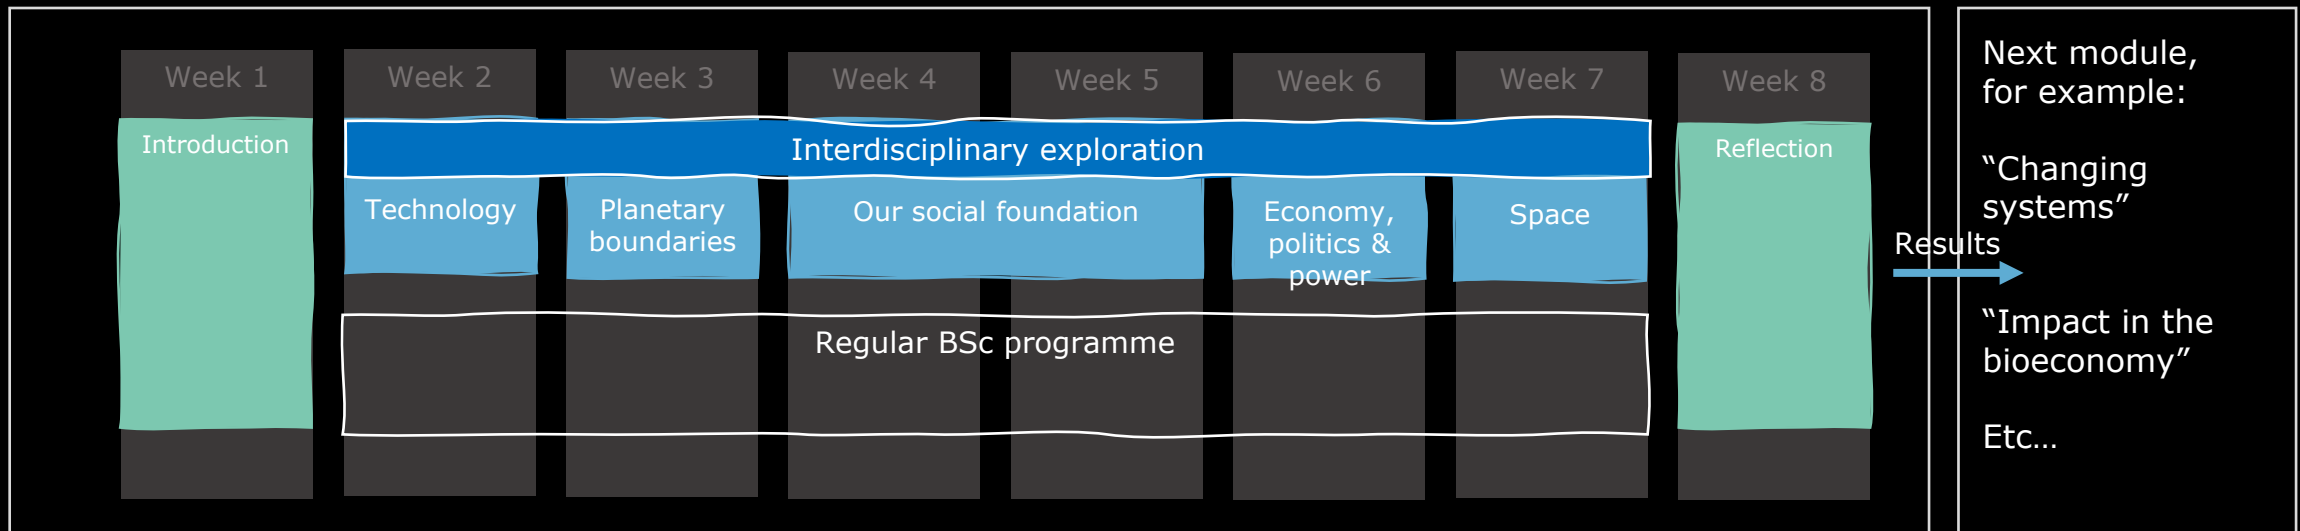 Week 1
Week 2
Week 3
Week 4
Week 5
Week 6
Week 7
Week 8
Introduction
Interdisciplinary exploration
Reflection
Technology
Planetary
boundaries
Our social foundation
Economy,
politics &
power
Space
Regular BSc programme
Results
Next module,
for example:
“Changing
systems”
“Impact in the
bioeconomy”
Etc…